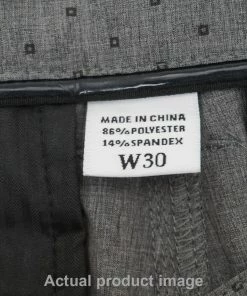 MADE IN CHINA
86%POLYESTER
14%SPANDEX
W30
Actual product image